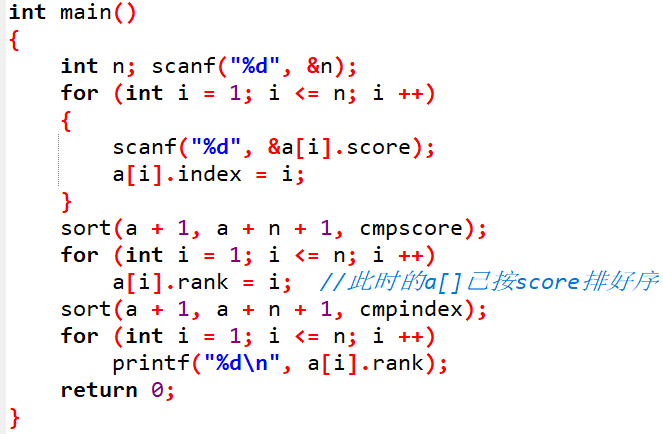 int main()
{
    int n; scanf("%d", &n);
    for (int i = 1; i <= n; i ++)
    {
        scanf("%d", &a[i].score);
        a[i].index = i;
    }
    sort(a + 1, a + n + 1, cmpscore);
    for (int i = 1; i <= n; i ++)
        a[i].rank = i;  //此时的a[]已按score排好序
    sort(a + 1, a + n + 1, cmpindex);
    for (int i = 1; i <= n; i ++)
        printf("%d\n", a[i].rank);
    return 0;
}